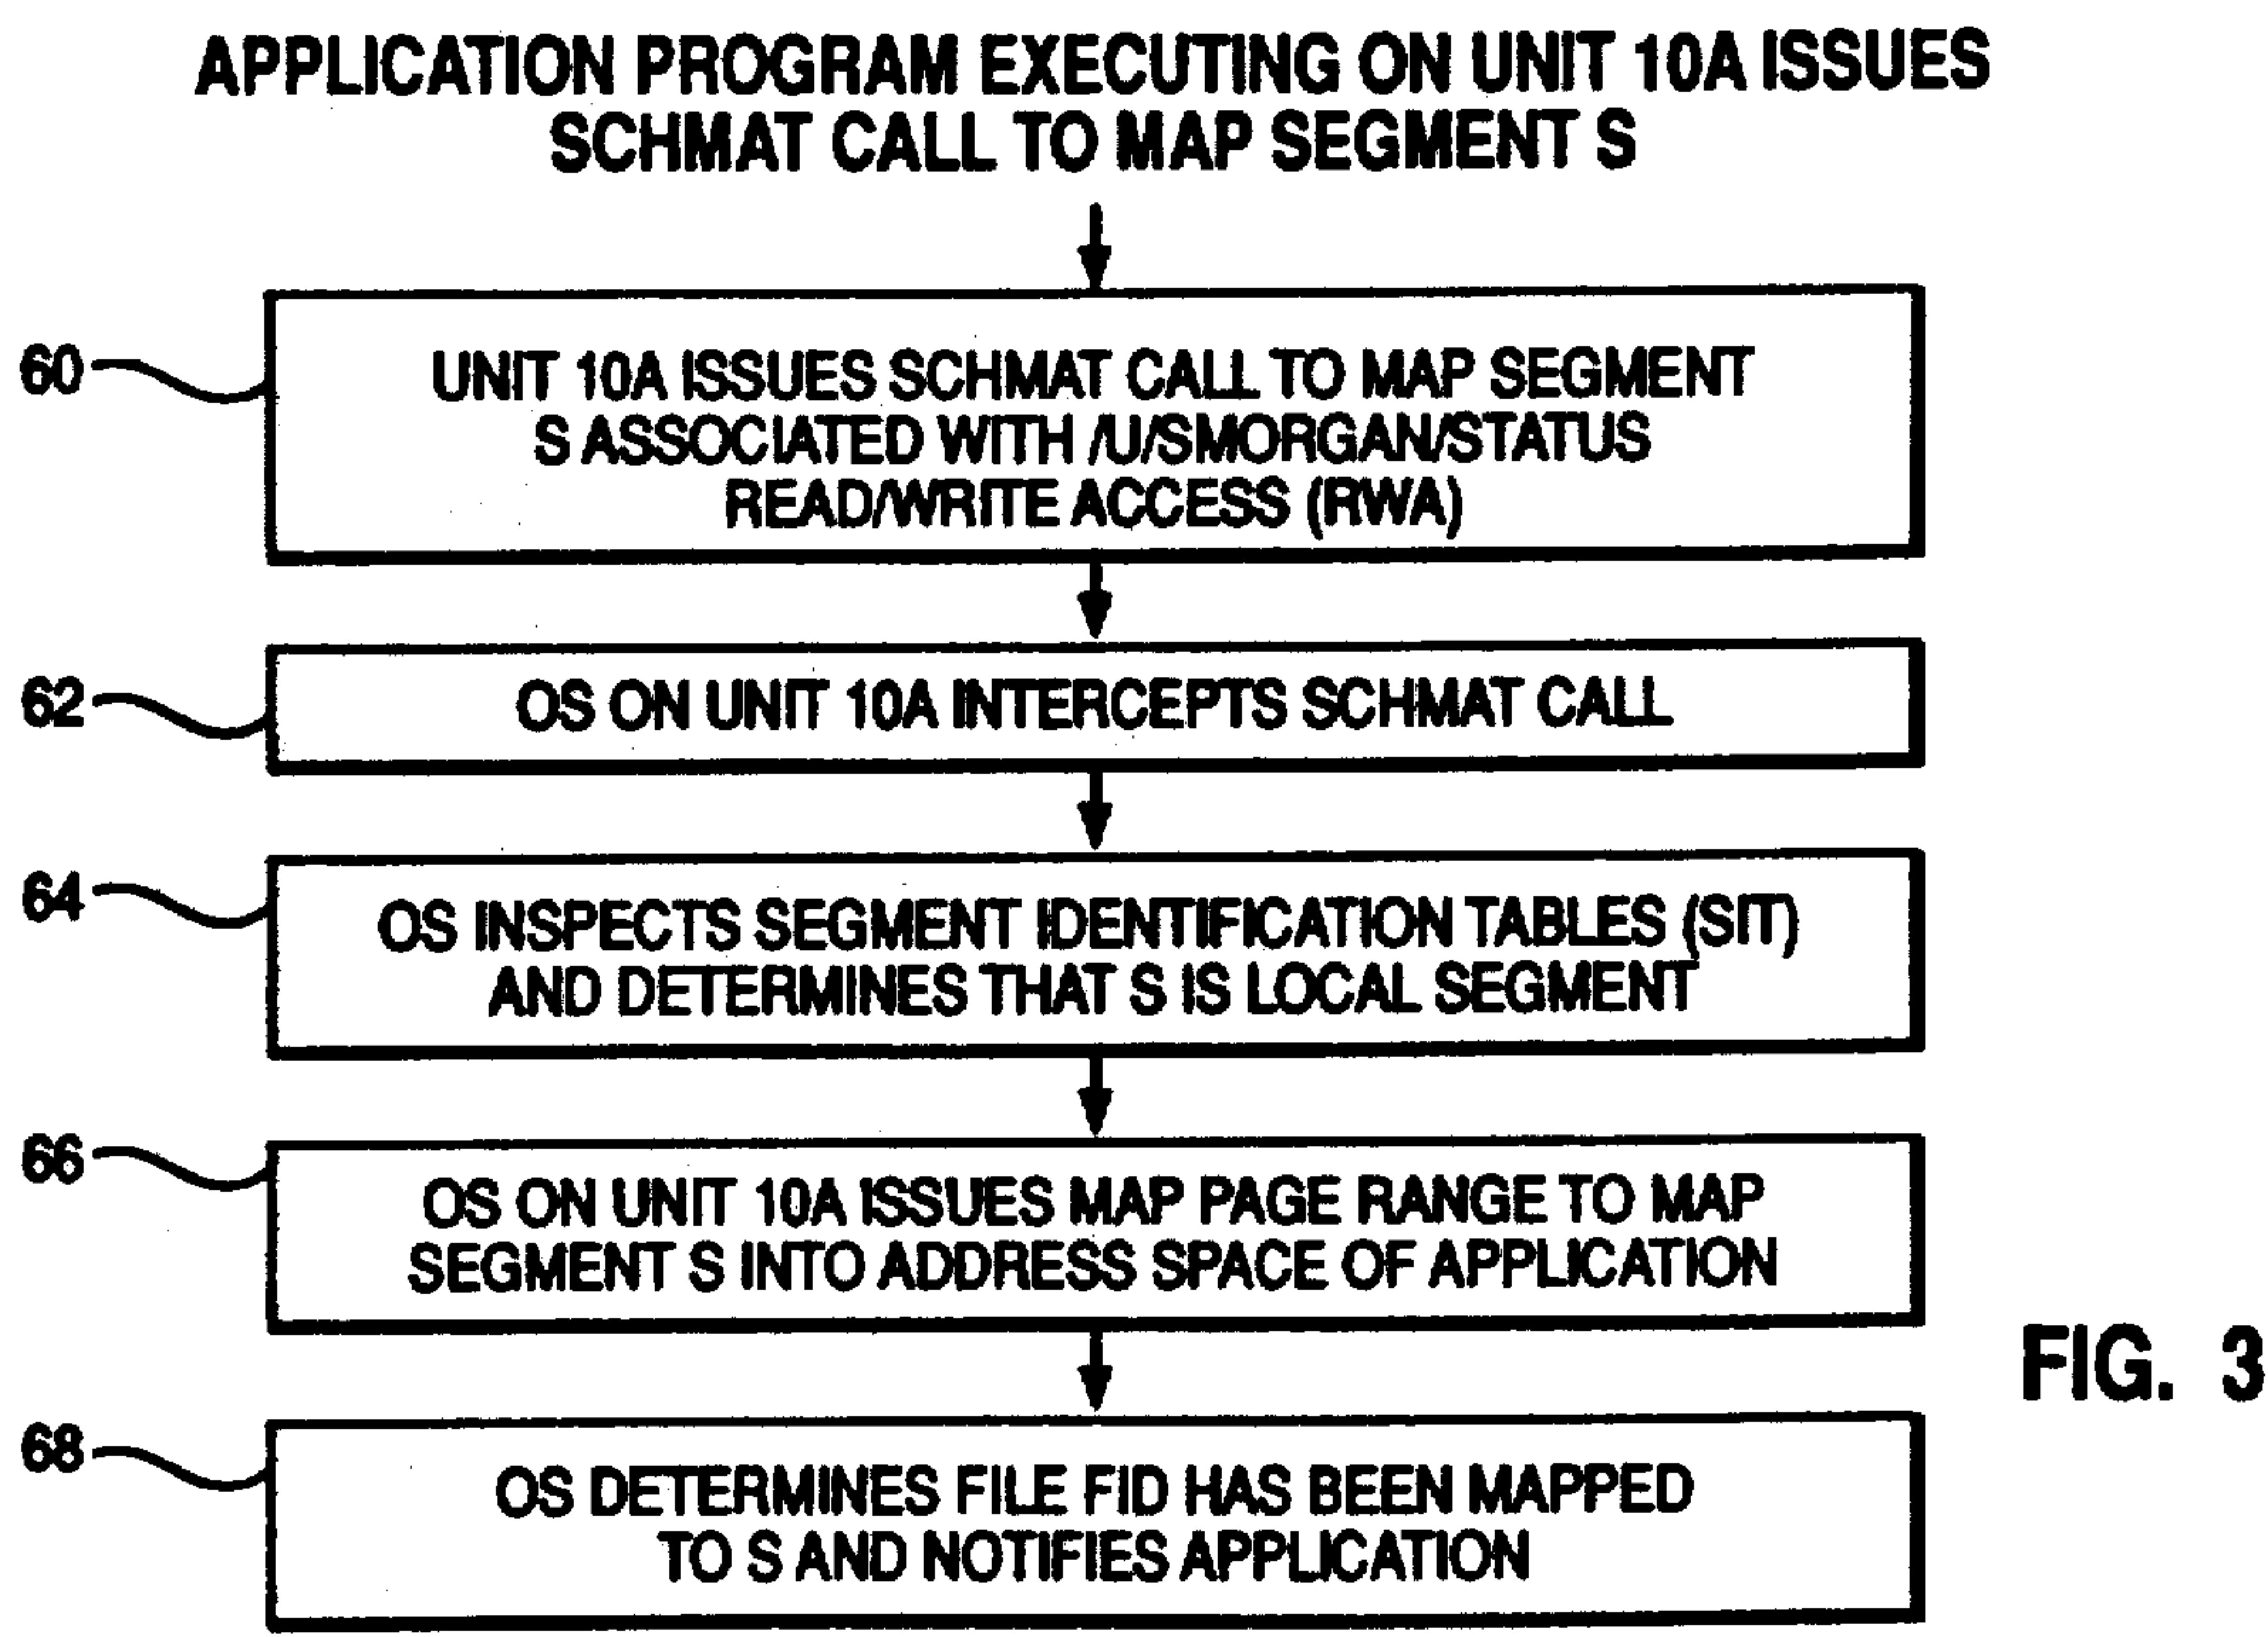 APPLICATION PROGRAM EXECUTING ON UNIT 10A ISSUES
SCHMAT CALL TO MAP SEGMENT S
60
UNIT 10A ISSUES SCHMAT CALL TO MAP SEGMENT
S ASSOCIATED WITH /U/SMORGAN/STATUS
READ/WRITE ACCESS (RWA)
62
OS ON UNIT 10A INTERCEPTS SCHMAT CALL
64
OS INSPECTS SEGMENT IDENTIFICATION TABLES (SIT)
AND DETERMINES THAT S IS LOCAL SEGMENT
66
OS ON UNIT 10A ISSUES MAP PAGE RANGE TO MAP
SEGMENT S INTO ADDRESS SPACE OF APPLICATION
68
OS DETERMINES FILE FID HAS BEEN MAPPED
TO S AND NOTIFIES APPLICATION
FIG. 3